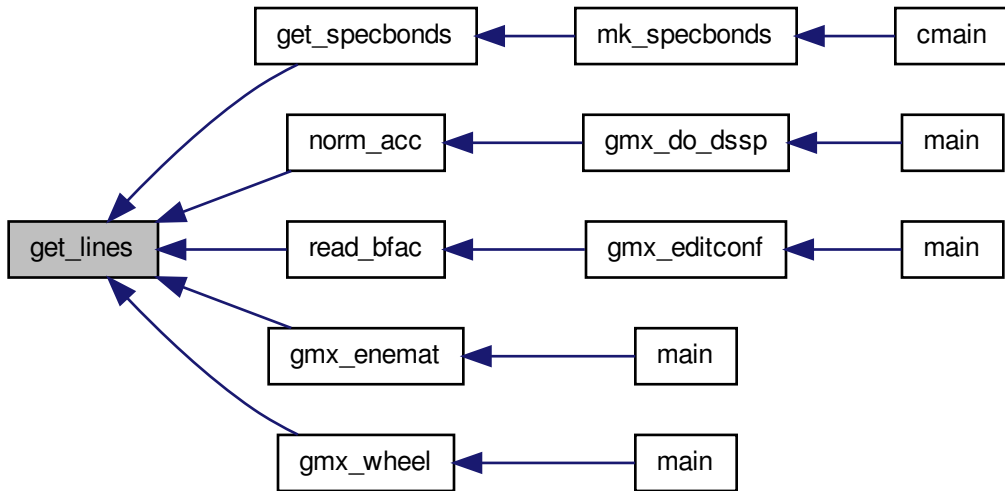 get_specbonds
mk_specbonds
cmain
norm_acc
gmx_do_dssp
main
get_lines
read_bfac
gmx_editconf
main
gmx_enemat
main
gmx_wheel
main